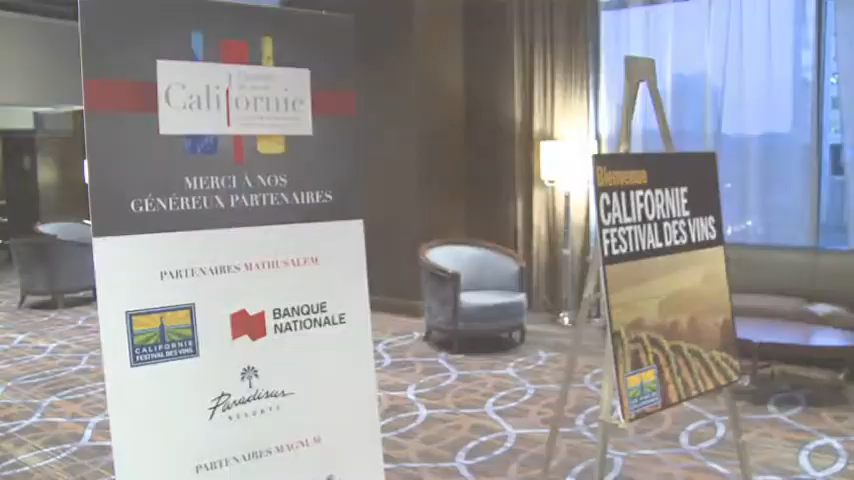 Californie
MERCI À NOS
GÉNÉREUX PARTENAIRES
PARTENAIRES MATHUSALEM
CALIFORNIE
FESTIVAL DES VINS
BANQUE
NATIONALE
Paradisus
RESORTS
PARTENAIRES MAGNUM
Bienvenue
CALIFORNIE
FESTIVAL DES VINS